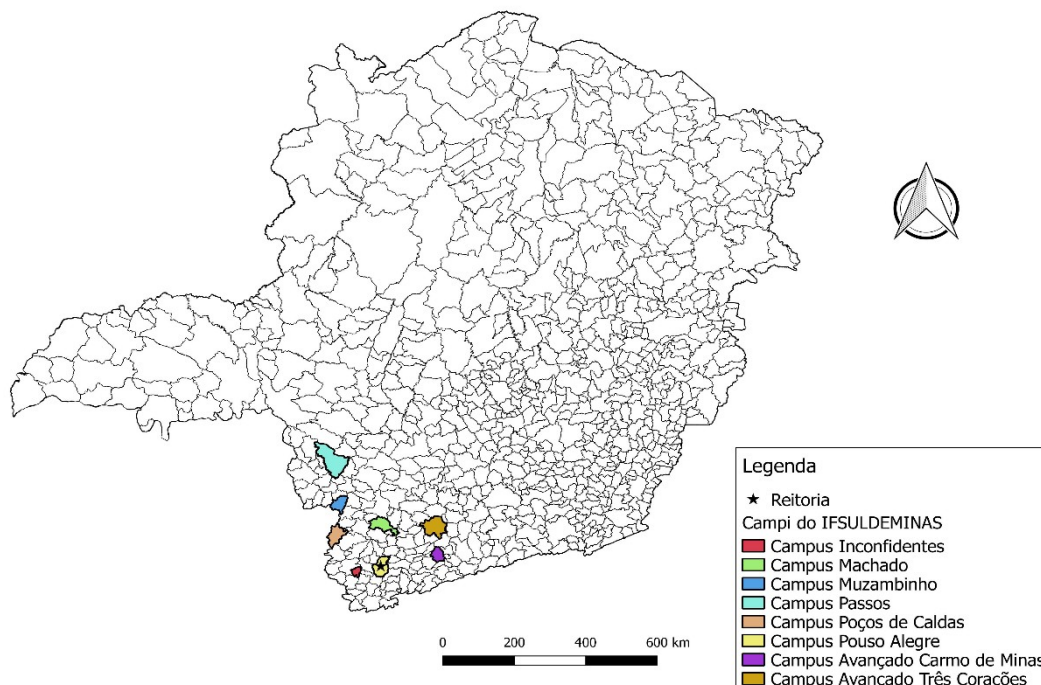 Legenda
Reitoria
Campi do IFSULDEMINAS
Campus Inconfidentes
Campus Machado
Campus Muzambinho
Campus Passos
Campus Poços de Caldas
Campus Pouso Alegre
Campus Avançado Carmo de Minas
Campus Avançado Três Corações
0 200 400 600 km